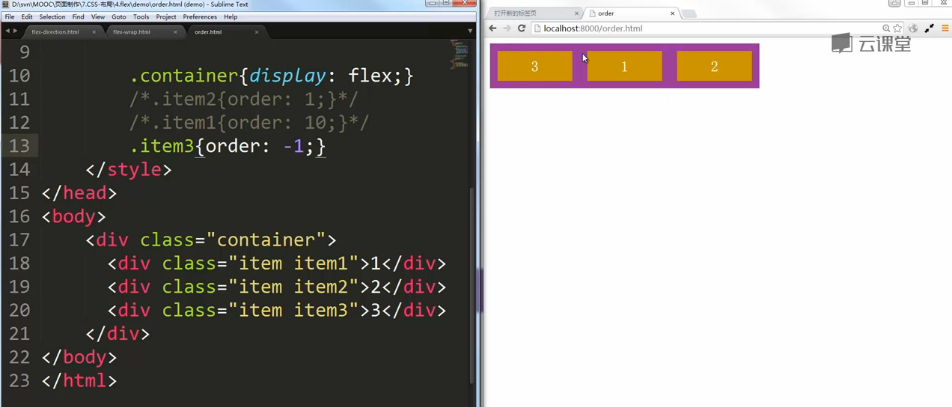 D:\svn\MOOC\页面制作\7.CSS-布局\4.flex\demo\order.html (demo) - Sublime Text
File Edit Selection Find View Goto Tools Project Preferences Help
flex-direction.html × flex-wrap.html × order.html ×
9
10 .container{display: flex;}
11 /*.item2{order: 1;}*/
12 /*.item1{order: 10;}*/
13 .item3{order: -1;}
14 </style>
15 </head>
16 <body>
17 <div class="container">
18 <div class="item item1">1</div>
19 <div class="item item2">2</div>
20 <div class="item item3">3</div>
21 </div>
22 </body>
23 </html>
打开新的标签页 × order ×
localhost:8000/order.html
云课堂
3 1 2